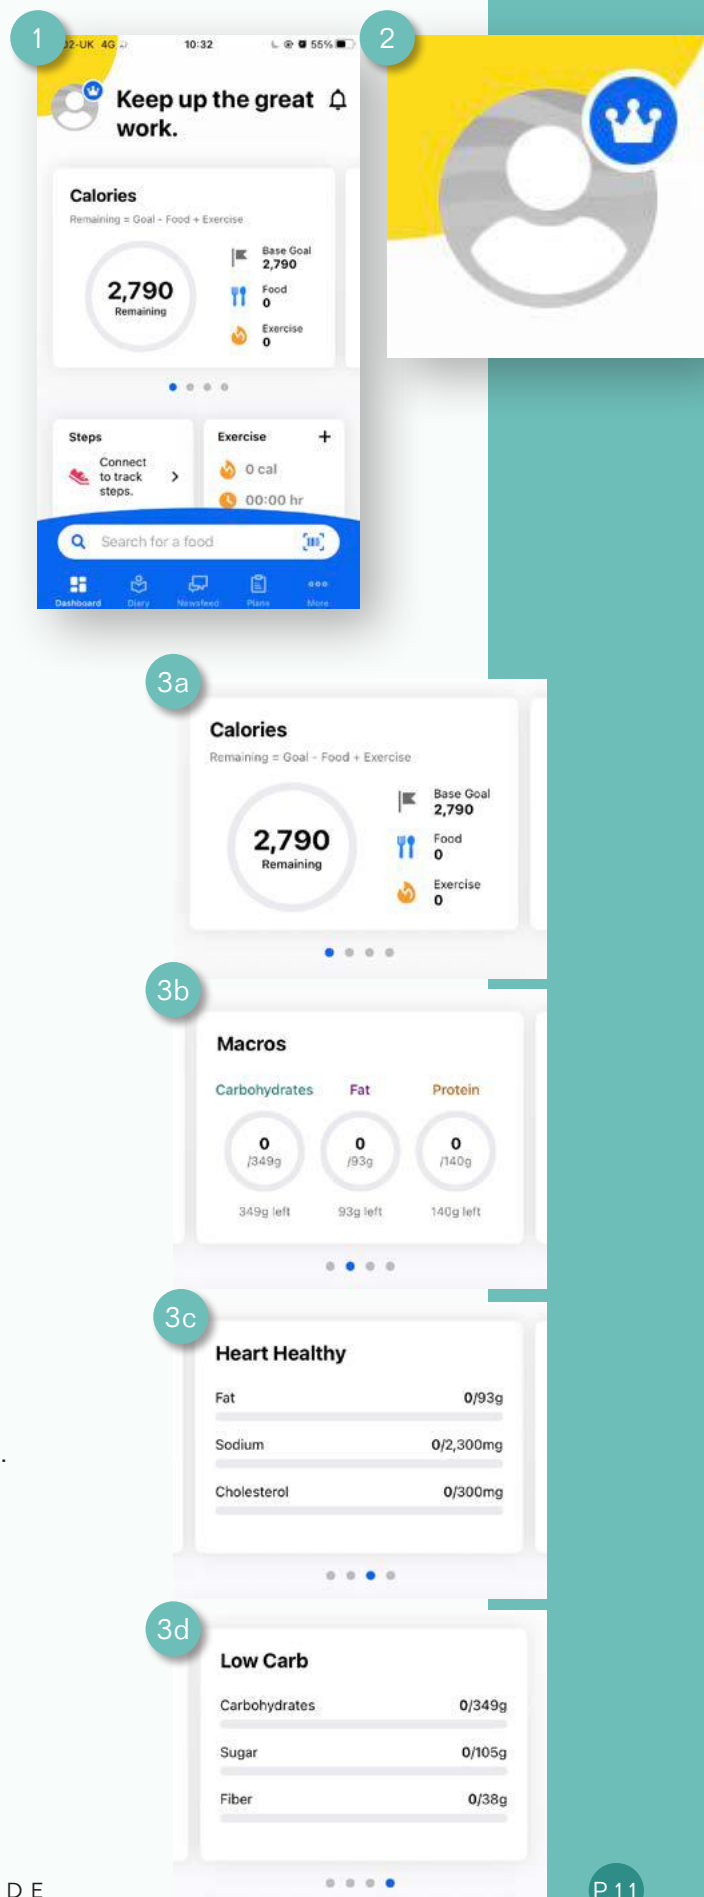 1
02-UK 4G
10:32
55%
2
Keep up the great
work.
Calories
Remaining = Goal - Food + Exercise
2,790
Remaining
Base Goal
2,790
Food
0
Exercise
0
Steps
Connect
to track
steps.
Exercise
+
0 cal
00:00 hr
Search for a food
Dashboard Diary Newsfeed Plans More
3a
Calories
Remaining = Goal - Food + Exercise
2,790
Remaining
Base Goal
2,790
Food
0
Exercise
0
3b
Macros
Carbohydrates Fat Protein
0 0 0
/349g /93g /140g
349g left 93g left 140g left
3c
Heart Healthy
Fat 0/93g
Sodium 0/2,300mg
Cholesterol 0/300mg
.
3d
Low Carb
Carbohydrates 0/349g
Sugar 0/105g
Fiber 0/38g
DE
P.11